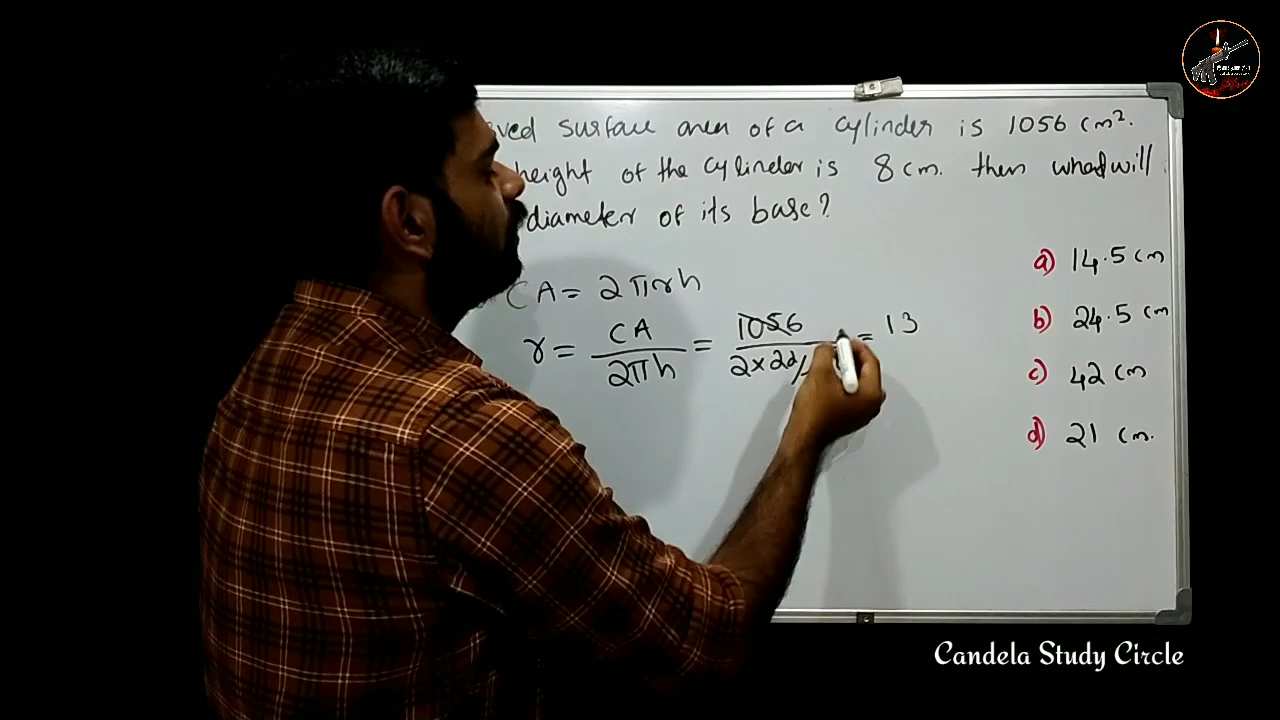 ved surface area of a cylinder is 1056 cm².
height of the cylinder is 8 cm. then what will
diameter of its base?
CA = 2πrh
r = CA/2πh = 1056/2×22/ = 13
a) 14.5 cm
b) 24.5 cm
c) 42 cm
d) 21 cm.
Candela Study Circle